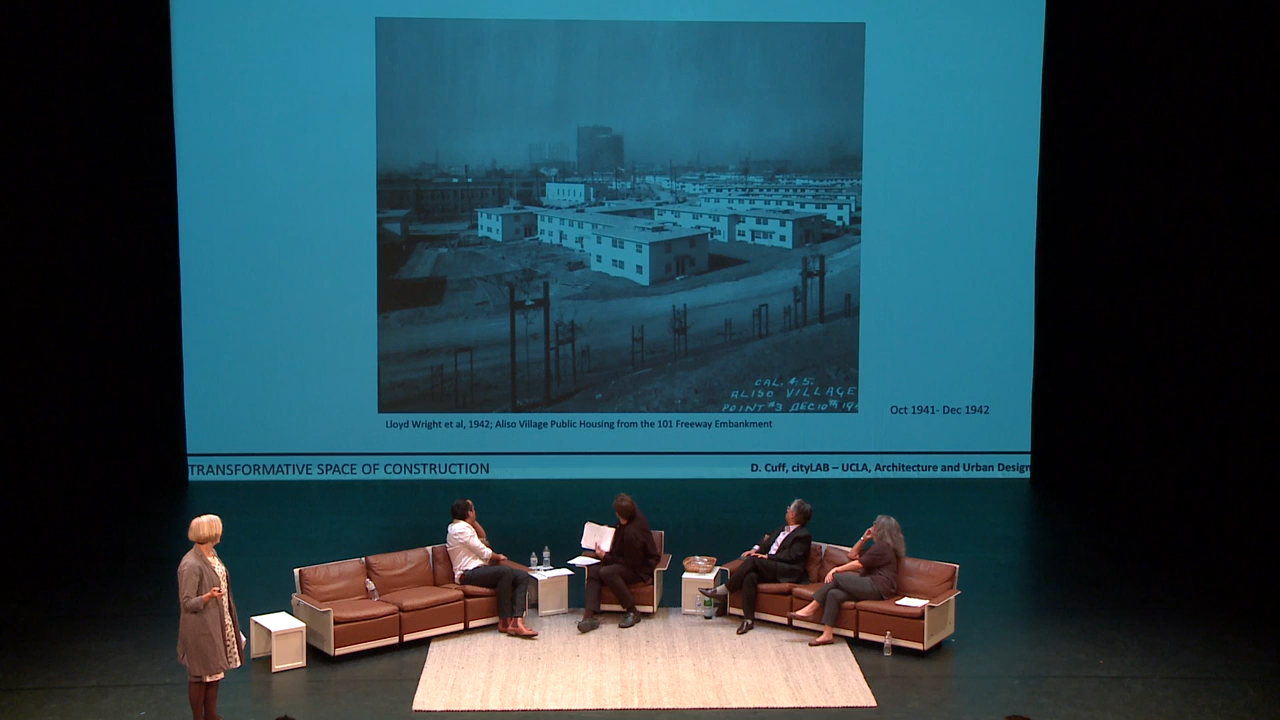 CAL. 4.5.
ALISO VILLAGE
POINT #3 DEC 10TH 194
Oct 1941- Dec 1942
Lloyd Wright et al, 1942; Aliso Village Public Housing from the 101 Freeway Embankment
TRANSFORMATIVE SPACE OF CONSTRUCTION
D. Cuff, cityLAB – UCLA, Architecture and Urban Design